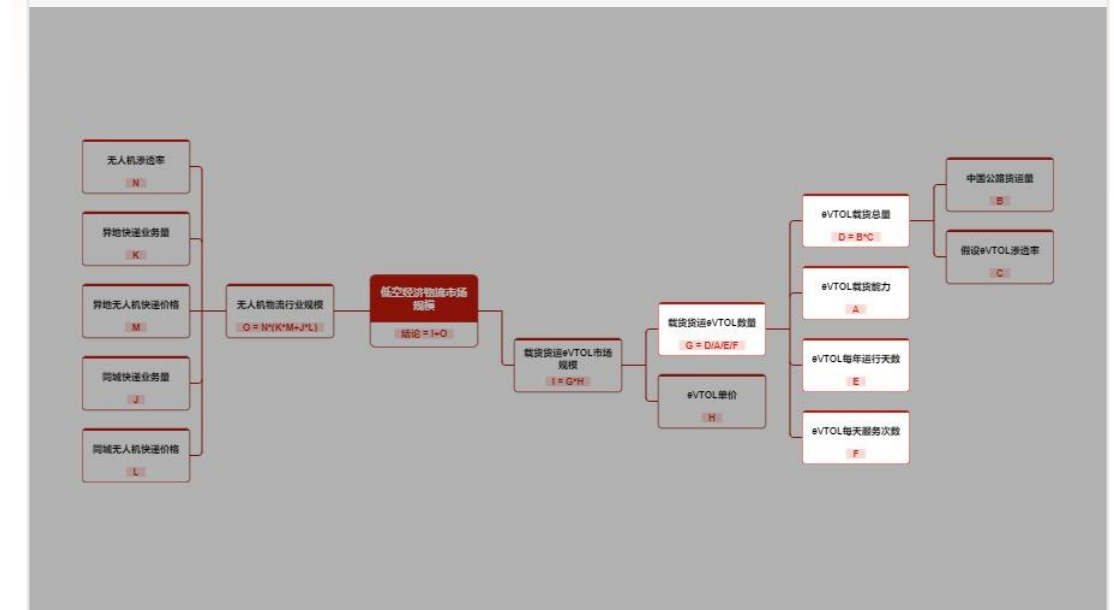 无人机渗透率
N
异地快递业务量
K
异地无人机快递价格
M
同城快递业务量
J
同城无人机快递价格
L
无人机物流行业规模
O = N*(K*M+J*L)
低空经济物流市场
规模
结论 = I+O
载货货运eVTOL市场
规模
I = G*H
载货货运eVTOL数量
G = D/A/E/F
eVTOL单价
H
eVTOL载货总量
D = B*C
eVTOL载货能力
A
eVTOL每年运行天数
E
eVTOL每天服务次数
F
中国公路货运量
B
假设eVTOL渗透率
C